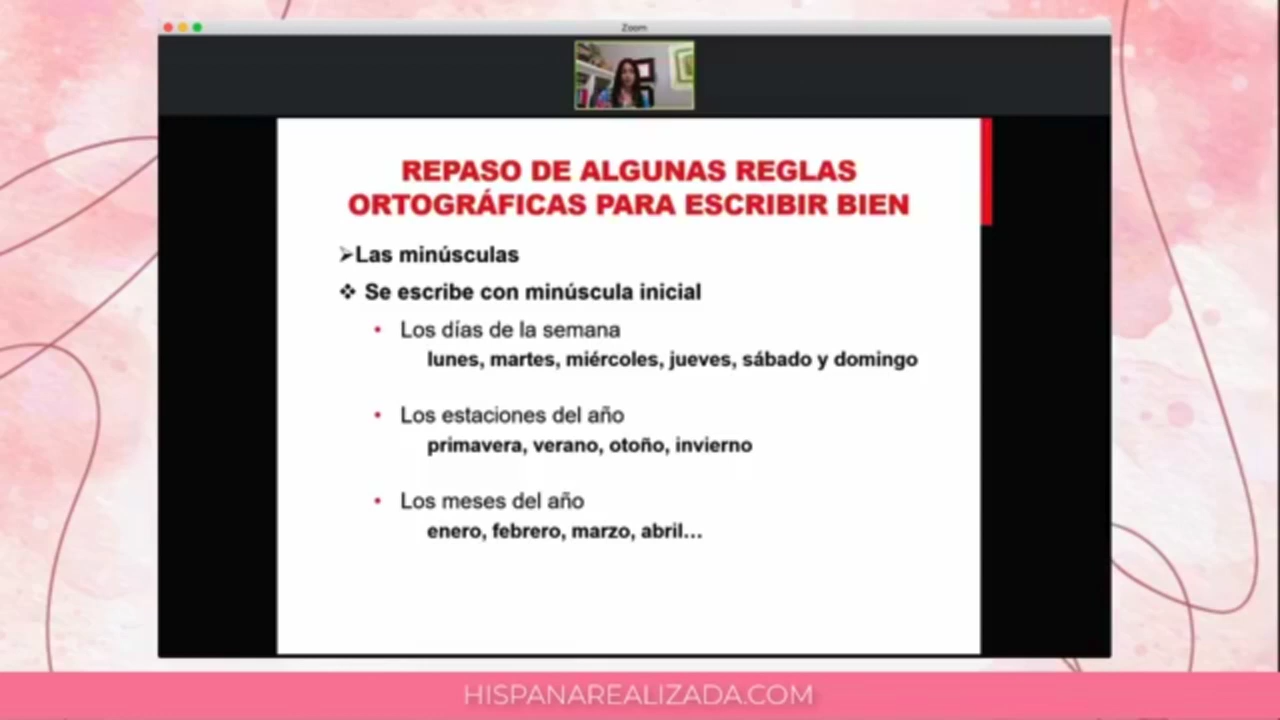 Zoom
REPASO DE ALGUNAS REGLAS
ORTOGRÁFICAS PARA ESCRIBIR BIEN
➢Las minúsculas
❖ Se escribe con minúscula inicial
• Los días de la semana
lunes, martes, miércoles, jueves, sábado y domingo
• Los estaciones del año
primavera, verano, otoño, invierno
• Los meses del año
enero, febrero, marzo, abril...
HISPANAREALIZADA.COM